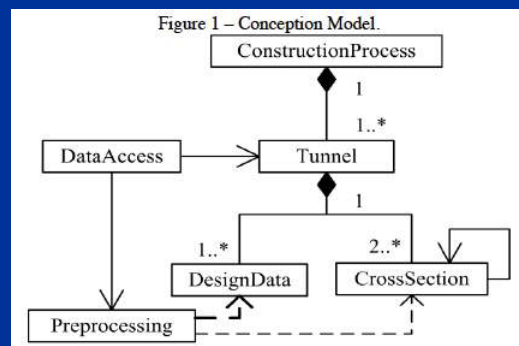 Figure 1 – Conception Model.
ConstructionProcess
1
1..*
DataAccess
Tunnel
1
1..*
2..*
DesignData
CrossSection
Preprocessing